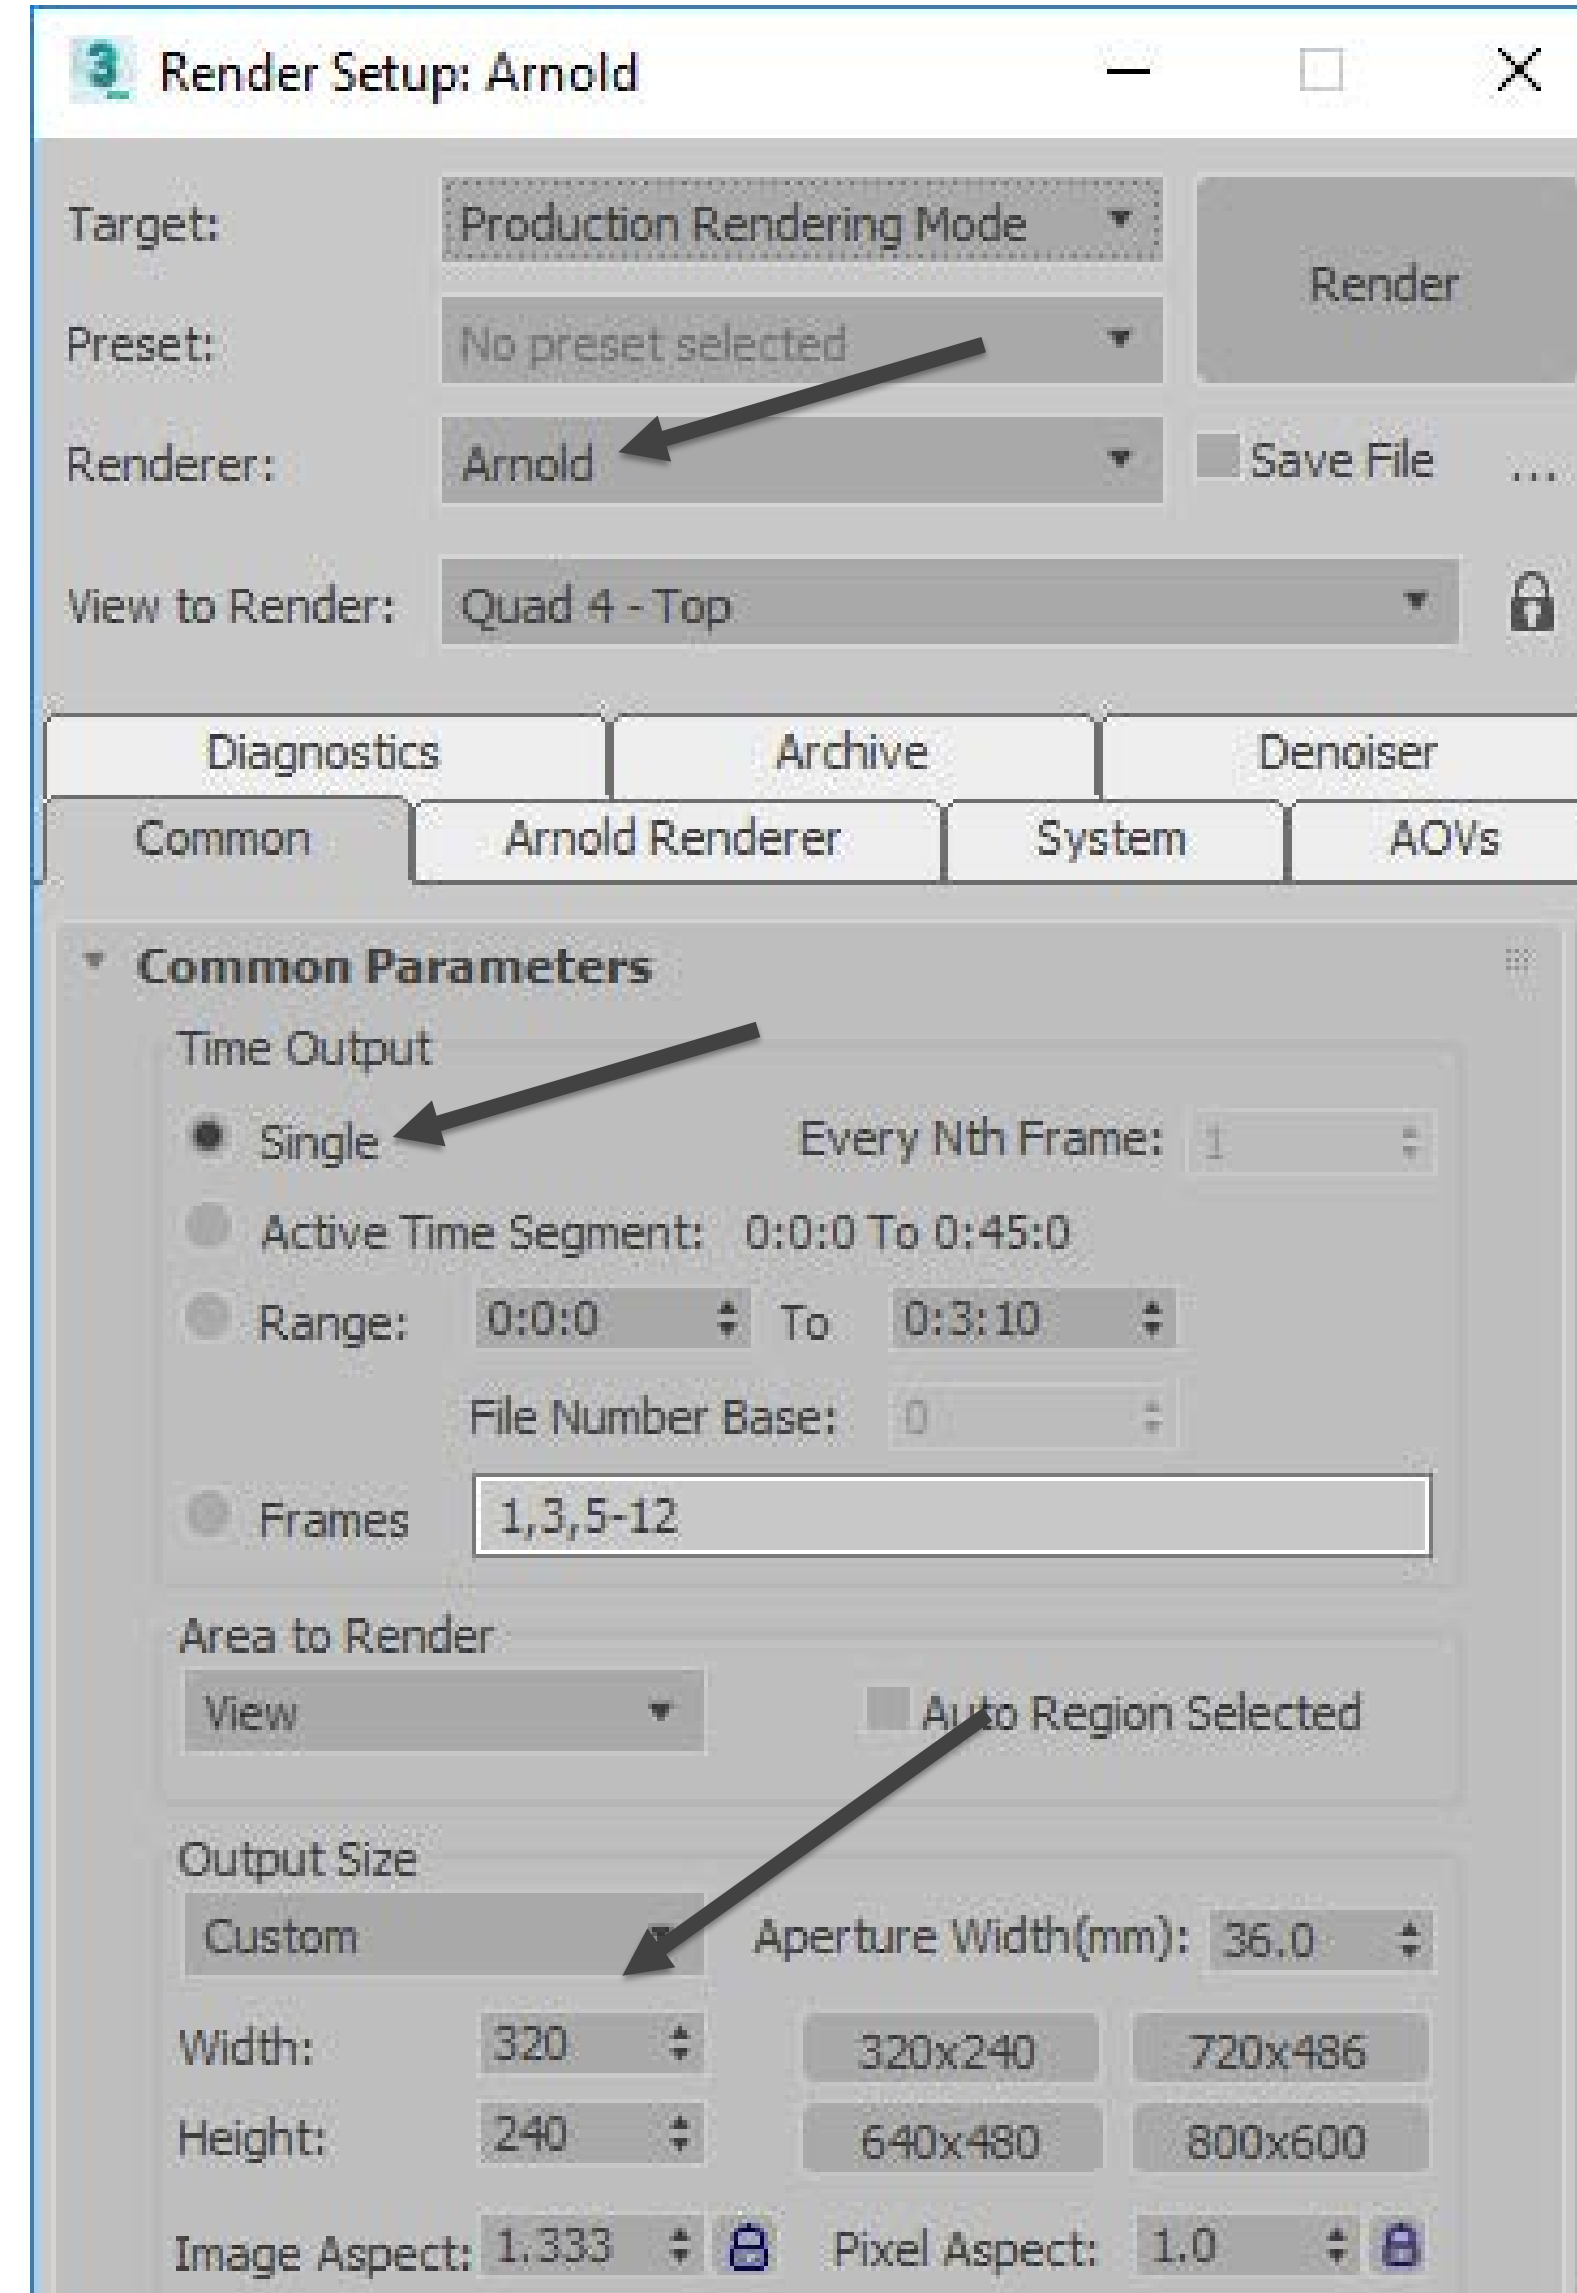 Render Setup: Arnold
Target: Production Rendering Mode
Render
Preset: No preset selected
Renderer: Arnold Save File ...
View to Render: Quad 4 - Top
Diagnostics Archive Denoiser
Common Arnold Renderer System AOVs
Common Parameters
Time Output
Single Every Nth Frame: 1
Active Time Segment: 0:0:0 To 0:45:0
Range: 0:0:0 To 0:3:10
File Number Base: 0
Frames 1,3,5-12
Area to Render
View Auto Region Selected
Output Size
Custom Aperture Width(mm): 36.0
Width: 320 320x240 720x486
Height: 240 640x480 800x600
Image Aspect: 1.333 Pixel Aspect: 1.0